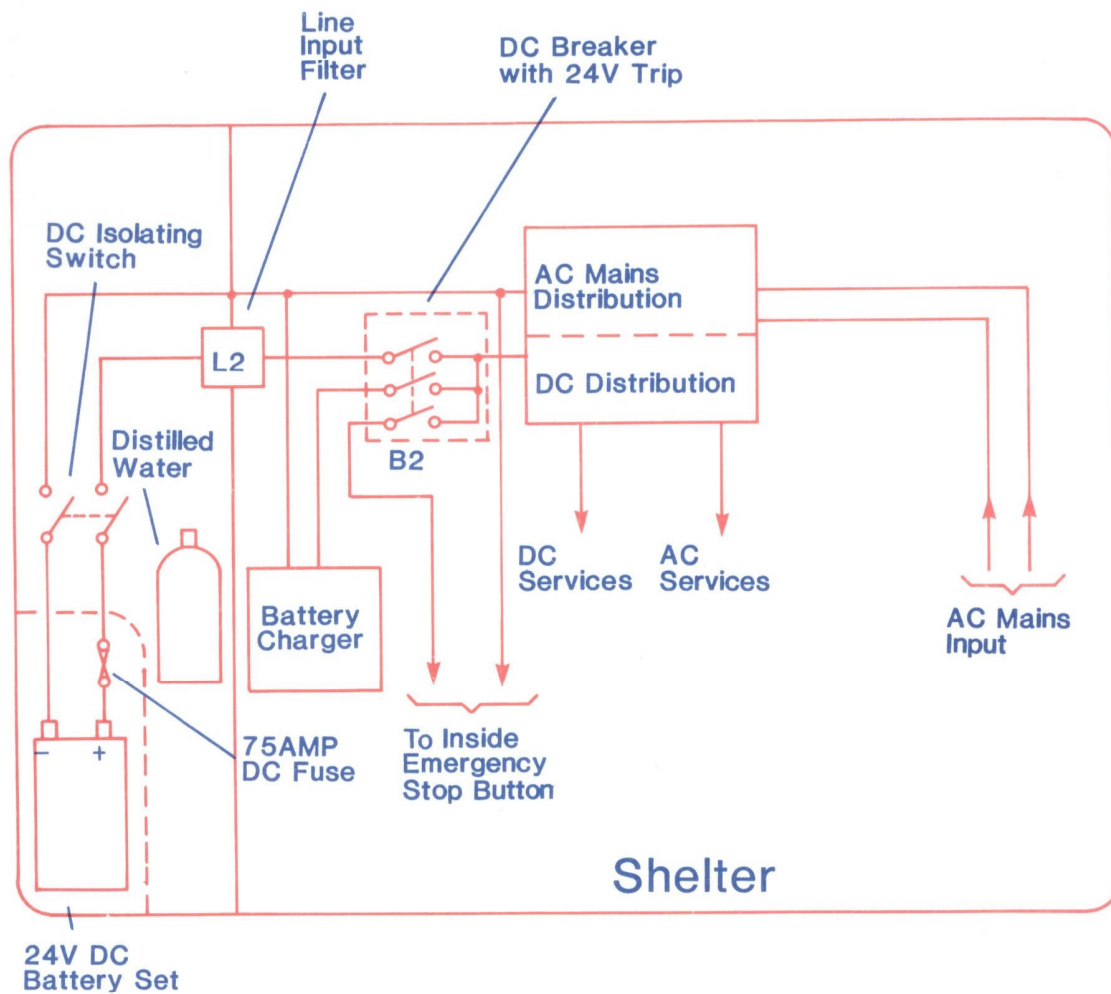 Line
Input
Filter
DC Breaker
with 24V Trip
DC Isolating
Switch
AC Mains
Distribution
L2
DC Distribution
Distilled
Water
B2
DC
Services
AC
Services
Battery
Charger
AC Mains
Input
75AMP
DC Fuse
To Inside
Emergency
Stop Button
- +
Shelter
24V DC
Battery Set